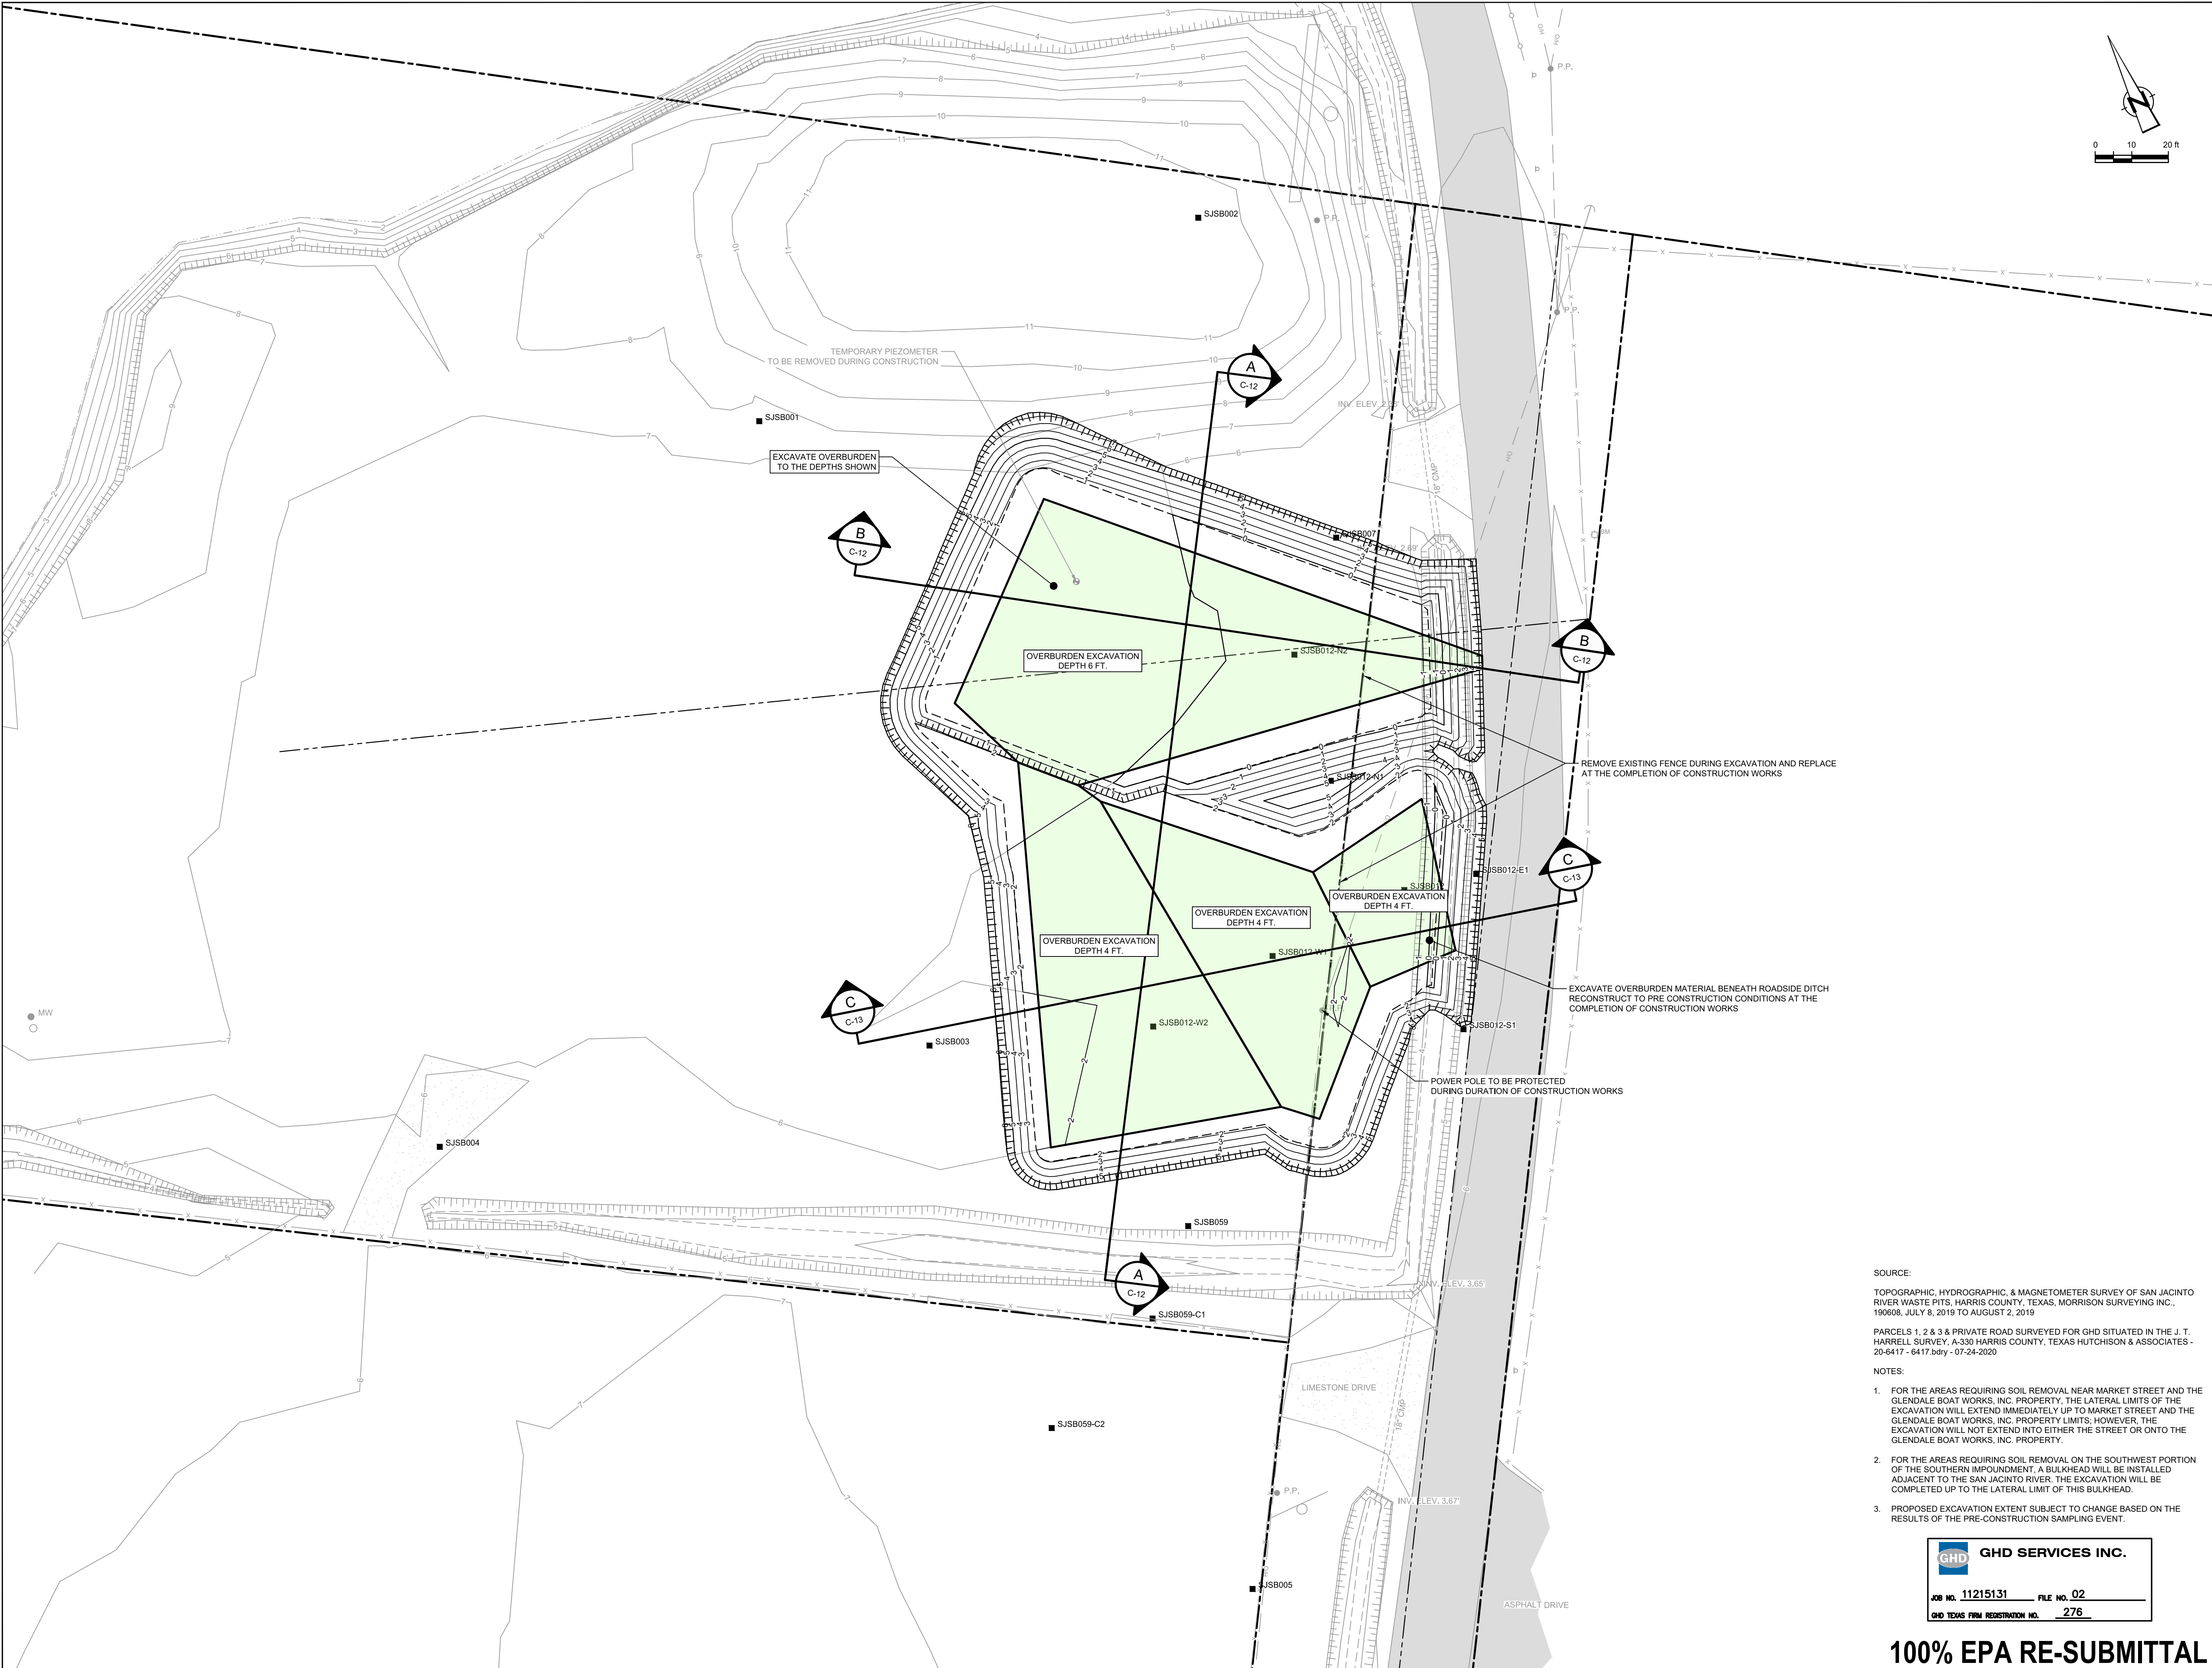 P.P.
0 10 20 ft
SJSB002
P.P.
P.P.
TEMPORARY PIEZOMETER
TO BE REMOVED DURING CONSTRUCTION
A
C-12
INV. ELEV.
SJSB001
EXCAVATE OVERBURDEN
TO THE DEPTHS SHOWN
18" CMP
B
C-12
SJSB007
B
C-12
OVERBURDEN EXCAVATION
DEPTH 6 FT.
SJSB012-N2
REMOVE EXISTING FENCE DURING EXCAVATION AND REPLACE
AT THE COMPLETION OF CONSTRUCTION WORKS
SJSB012-N1
SJSB012-E1
C
C-13
SJSB012
OVERBURDEN EXCAVATION
DEPTH 4 FT.
OVERBURDEN EXCAVATION
DEPTH 4 FT.
OVERBURDEN EXCAVATION
DEPTH 4 FT.
SJSB012-W1
EXCAVATE OVERBURDEN MATERIAL BENEATH ROADSIDE DITCH
RECONSTRUCT TO PRE CONSTRUCTION CONDITIONS AT THE
COMPLETION OF CONSTRUCTION WORKS
C
C-13
MW
P.P.
SJSB012-W2
SJSB012-S1
SJSB003
POWER POLE TO BE PROTECTED
DURING DURATION OF CONSTRUCTION WORKS
SJSB004
SJSB059
A
C-12
INV. ELEV. 3.65'
SJSB059-C1
LIMESTONE DRIVE
18" CMP
SJSB059-C2
P.P.
INV. ELEV. 3.67'
SJSB005
ASPHALT DRIVE
SOURCE:
TOPOGRAPHIC, HYDROGRAPHIC, & MAGNETOMETER SURVEY OF SAN JACINTO
RIVER WASTE PITS, HARRIS COUNTY, TEXAS, MORRISON SURVEYING INC.,
190608, JULY 8, 2019 TO AUGUST 2, 2019
PARCELS 1, 2 & 3 & PRIVATE ROAD SURVEYED FOR GHD SITUATED IN THE J. T.
HARRELL SURVEY, A-330 HARRIS COUNTY, TEXAS HUTCHISON & ASSOCIATES -
20-6417 - 6417.bdry - 07-24-2020
NOTES:
1. FOR THE AREAS REQUIRING SOIL REMOVAL NEAR MARKET STREET AND THE
GLENDALE BOAT WORKS, INC. PROPERTY, THE LATERAL LIMITS OF THE
EXCAVATION WILL EXTEND IMMEDIATELY UP TO MARKET STREET AND THE
GLENDALE BOAT WORKS, INC. PROPERTY LIMITS; HOWEVER, THE
EXCAVATION WILL NOT EXTEND INTO EITHER THE STREET OR ONTO THE
GLENDALE BOAT WORKS, INC. PROPERTY.
2. FOR THE AREAS REQUIRING SOIL REMOVAL ON THE SOUTHWEST PORTION
OF THE SOUTHERN IMPOUNDMENT, A BULKHEAD WILL BE INSTALLED
ADJACENT TO THE SAN JACINTO RIVER. THE EXCAVATION WILL BE
COMPLETED UP TO THE LATERAL LIMIT OF THIS BULKHEAD.
3. PROPOSED EXCAVATION EXTENT SUBJECT TO CHANGE BASED ON THE
RESULTS OF THE PRE-CONSTRUCTION SAMPLING EVENT.
GHD GHD SERVICES INC.
JOB NO. 11215131 FILE NO. 02
GHD TEXAS FIRM REGISTRATION NO. 276
100% EPA RE-SUBMITTAL